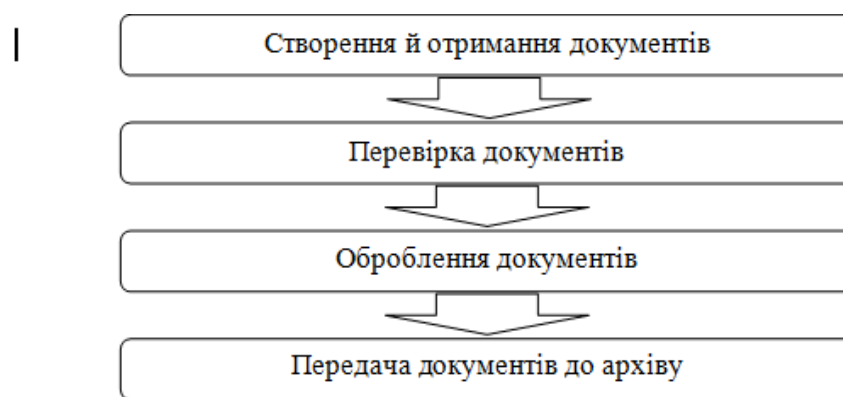 Створення й отримання документів
Перевірка документів
Оброблення документів
Передача документів до архіву